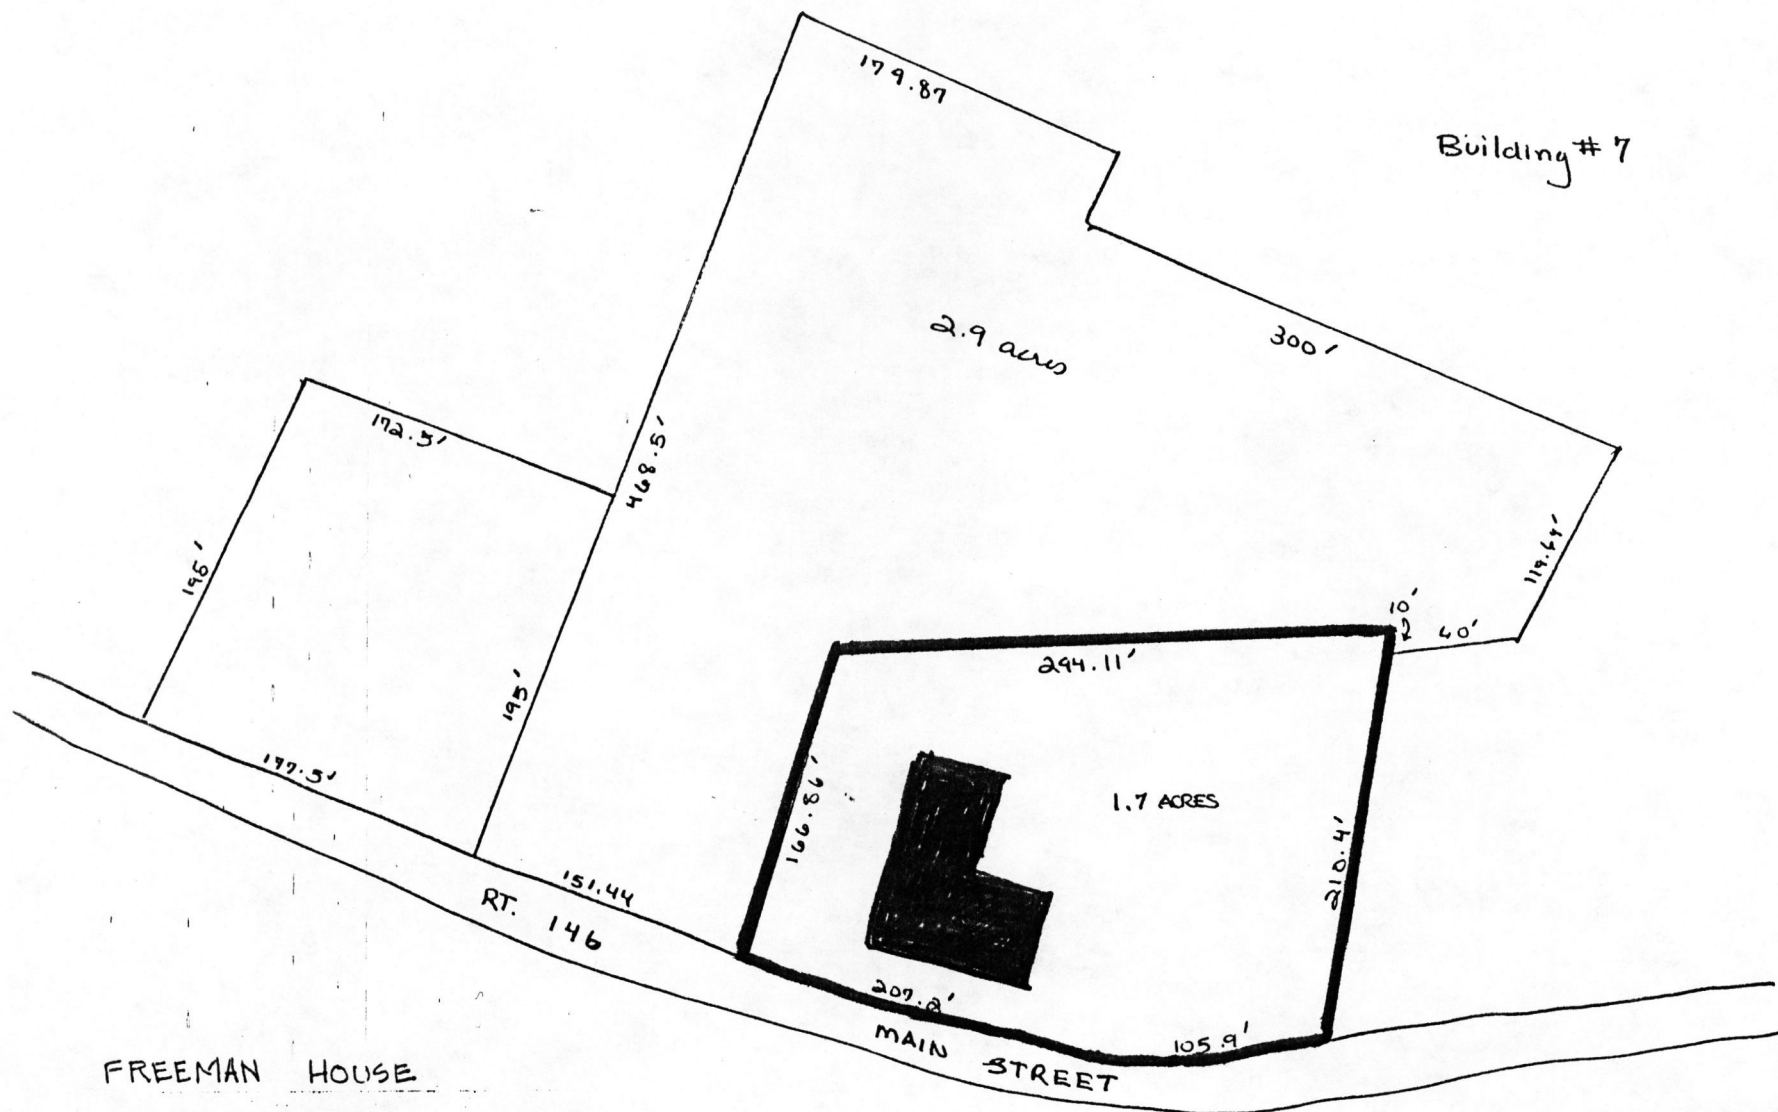 179.87
Building # 7
2.9 acres
300'
172.5'
468.5'
195'
119.64'
10'
40'
294.11'
195'
166.86'
1.7 ACRES
210.4'
177.5'
151.44
RT. 146
207.2'
105.9'
MAIN STREET
FREEMAN HOUSE